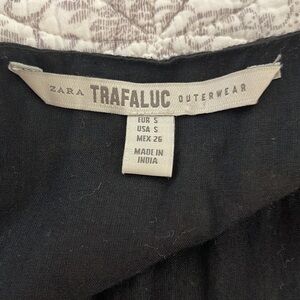 ZARA TRAFALUC OUTERWEAR
EUR S
USA S
MEX 26
MADE IN
INDIA